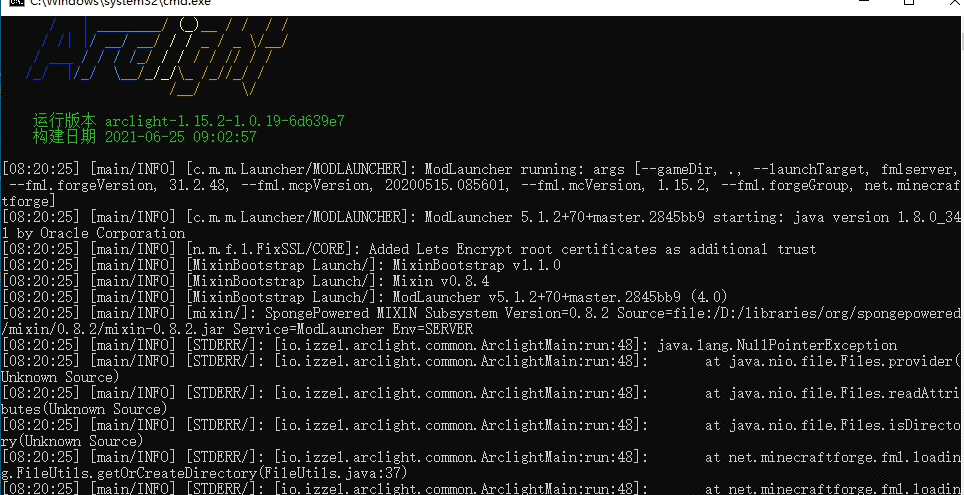 C:\Windows\system32\cmd.exe
Arclight
运行版本 arclight-1.15.2-1.0.19-6d639e7
构建日期 2021-06-25 09:02:57
[08:20:25] [main/INFO] [c.m.m.Launcher/MODLAUNCHER]: ModLauncher running: args [--gameDir, ., --launchTarget, fmlserver,
--fml.forgeVersion, 31.2.48, --fml.mcpVersion, 20200515.085601, --fml.mcVersion, 1.15.2, --fml.forgeGroup, net.minecraf
tforge]
[08:20:25] [main/INFO] [c.m.m.Launcher/MODLAUNCHER]: ModLauncher 5.1.2+70+master.2845bb9 starting: java version 1.8.0_34
1 by Oracle Corporation
[08:20:25] [main/INFO] [n.m.f.l.FixSSL/CORE]: Added Lets Encrypt root certificates as additional trust
[08:20:25] [main/INFO] [MixinBootstrap Launch/]: MixinBootstrap v1.1.0
[08:20:25] [main/INFO] [MixinBootstrap Launch/]: Mixin v0.8.4
[08:20:25] [main/INFO] [MixinBootstrap Launch/]: ModLauncher v5.1.2+70+master.2845bb9 (4.0)
[08:20:25] [main/INFO] [mixin/]: SpongePowered MIXIN Subsystem Version=0.8.2 Source=file:/D:/libraries/org/spongepowered
/mixin/0.8.2/mixin-0.8.2.jar Service=ModLauncher Env=SERVER
[08:20:25] [main/INFO] [STDERR/]: [io.izzel.arclight.common.ArclightMain:run:48]: java.lang.NullPointerException
[08:20:25] [main/INFO] [STDERR/]: [io.izzel.arclight.common.ArclightMain:run:48]: at java.nio.file.Files.provider(
Unknown Source)
[08:20:25] [main/INFO] [STDERR/]: [io.izzel.arclight.common.ArclightMain:run:48]: at java.nio.file.Files.readAttri
butes(Unknown Source)
[08:20:25] [main/INFO] [STDERR/]: [io.izzel.arclight.common.ArclightMain:run:48]: at java.nio.file.Files.isDirecto
ry(Unknown Source)
[08:20:25] [main/INFO] [STDERR/]: [io.izzel.arclight.common.ArclightMain:run:48]: at net.minecraftforge.fml.loadin
g.FileUtils.getOrCreateDirectory(FileUtils.java:37)
[08:20:25] [main/INFO] [STDERR/]: [io.izzel.arclight.common.ArclightMain:run:48]: at net.minecraftforge.fml.loadin